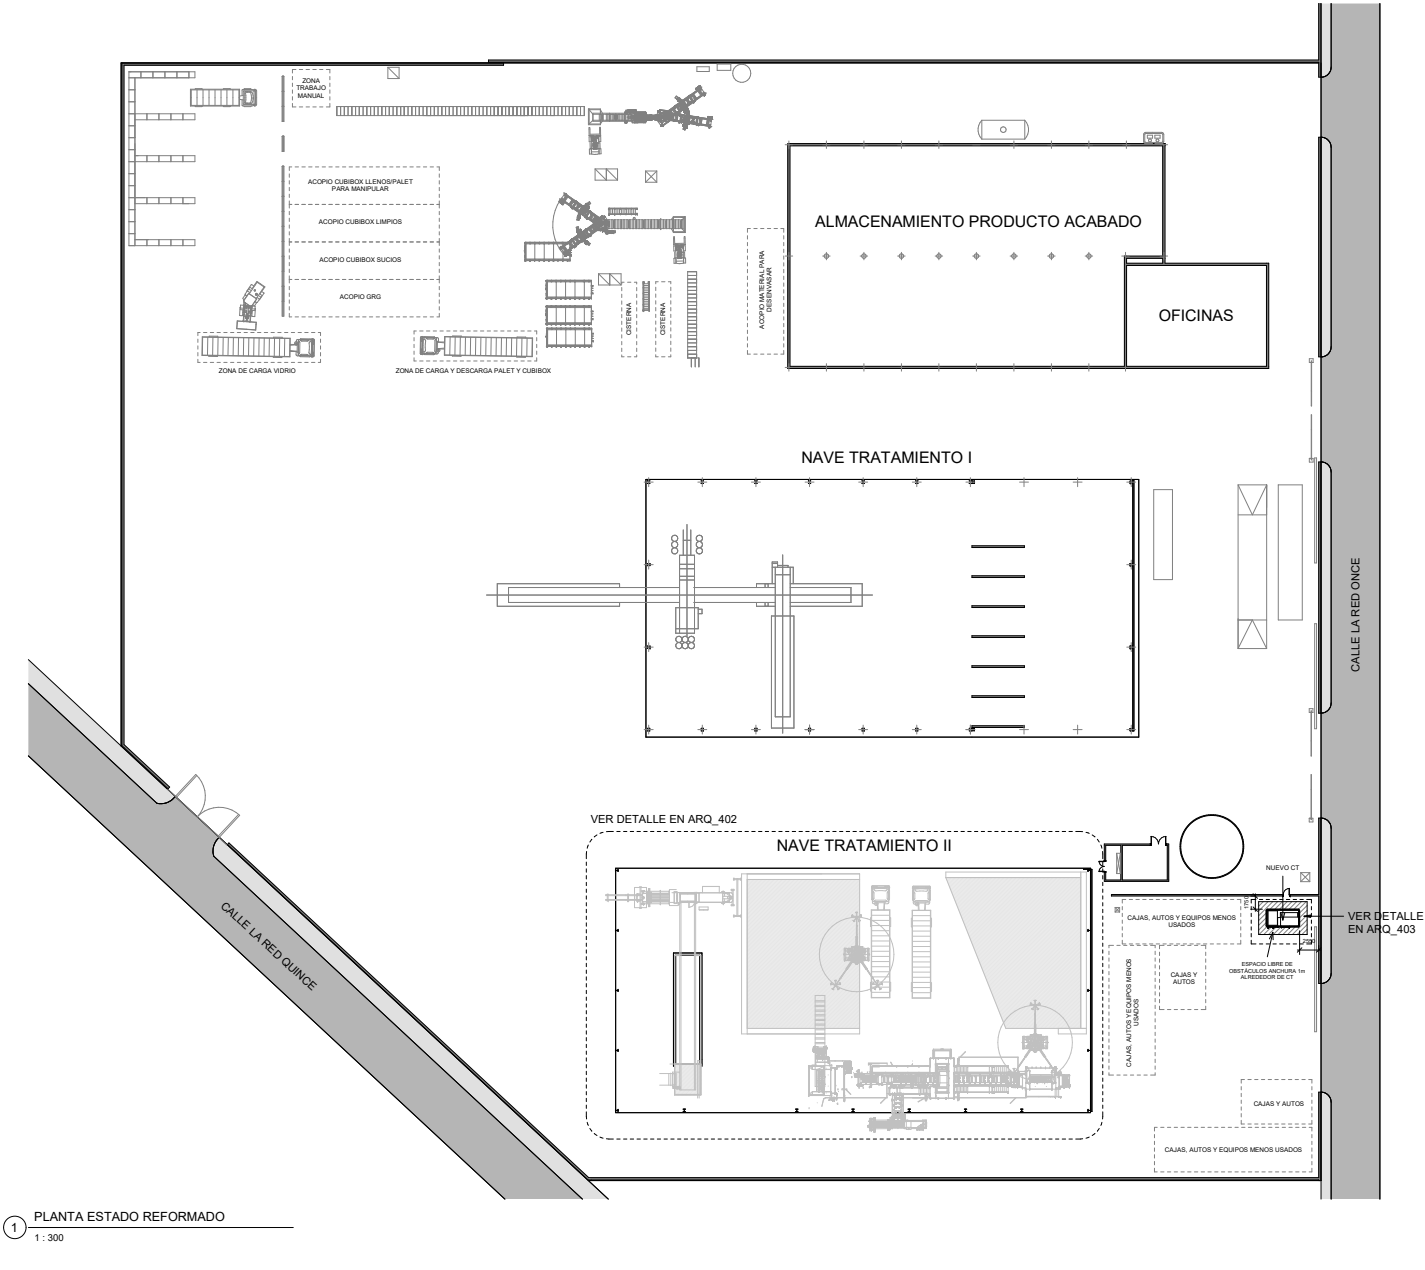 ZONA
TRABAJO
MANUAL
ACOPIO CUBIBOX LLENOS/PALET
PARA MANIPULAR
ACOPIO CUBIBOX LIMPIOS
ACOPIO CUBIBOX SUCIOS
ACOPIO GRG
ZONA DE CARGA VIDRIO
ZONA DE CARGA Y DESCARGA PALET Y CUBIBOX
CISTERNA
CISTERNA
ACOPIO MATERIAL PARA
DESENVASAR
ALMACENAMIENTO PRODUCTO ACABADO
OFICINAS
NAVE TRATAMIENTO I
CALLE LA RED ONCE
VER DETALLE EN ARQ_402
NAVE TRATAMIENTO II
CALLE LA RED QUINCE
NUEVO CT
CAJAS, AUTOS Y EQUIPOS MENOS
USADOS
VER DETALLE
EN ARQ_403
ESPACIO LIBRE DE
OBSTÁCULOS ANCHURA 1m
ALREDEDOR DE CT
CAJAS, AUTOS Y EQUIPOS MENOS
USADOS
CAJAS Y
AUTOS
CAJAS Y AUTOS
CAJAS, AUTOS Y EQUIPOS MENOS USADOS
1
PLANTA ESTADO REFORMADO
1 : 300